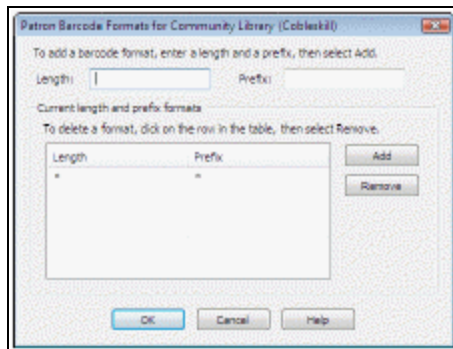 Patron Barcode Formats for Community Library (Cobleskill)
To add a barcode format, enter a length and a prefix, then select Add.
Length: Prefix:
Current length and prefix formats
To delete a format, click on the row in the table, then select Remove.
Length Prefix Add
* *
Remove
OK Cancel Help